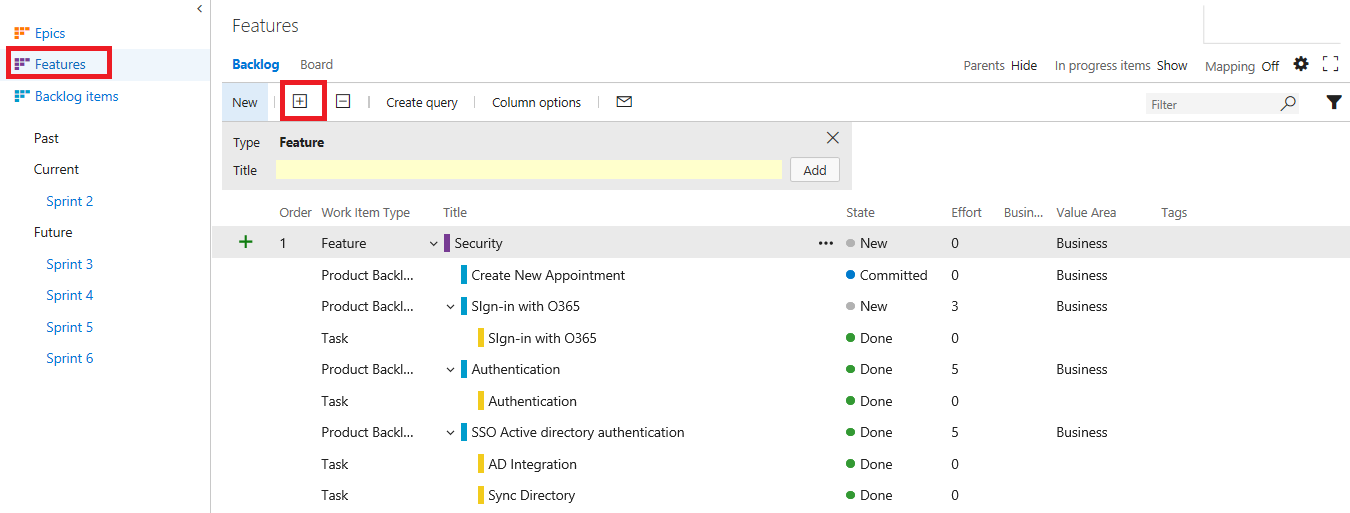 Epics
Features
Backlog items
Past
Current
Sprint 2
Future
Sprint 3
Sprint 4
Sprint 5
Sprint 6
Features
Backlog Board
Parents Hide In progress items Show Mapping Off
New Create query Column options Filter
Type Feature
Title Add
Order Work Item Type Title State Effort Busin... Value Area Tags
1 Feature Security ••• New 0 Business
Product Backl... Create New Appointment Committed 0 Business
Product Backl... SIgn-in with O365 New 3 Business
Task SIgn-in with O365 Done 0
Product Backl... Authentication Done 5 Business
Task Authentication Done 0
Product Backl... SSO Active directory authentication Done 5 Business
Task AD Integration Done 0
Task Sync Directory Done 0